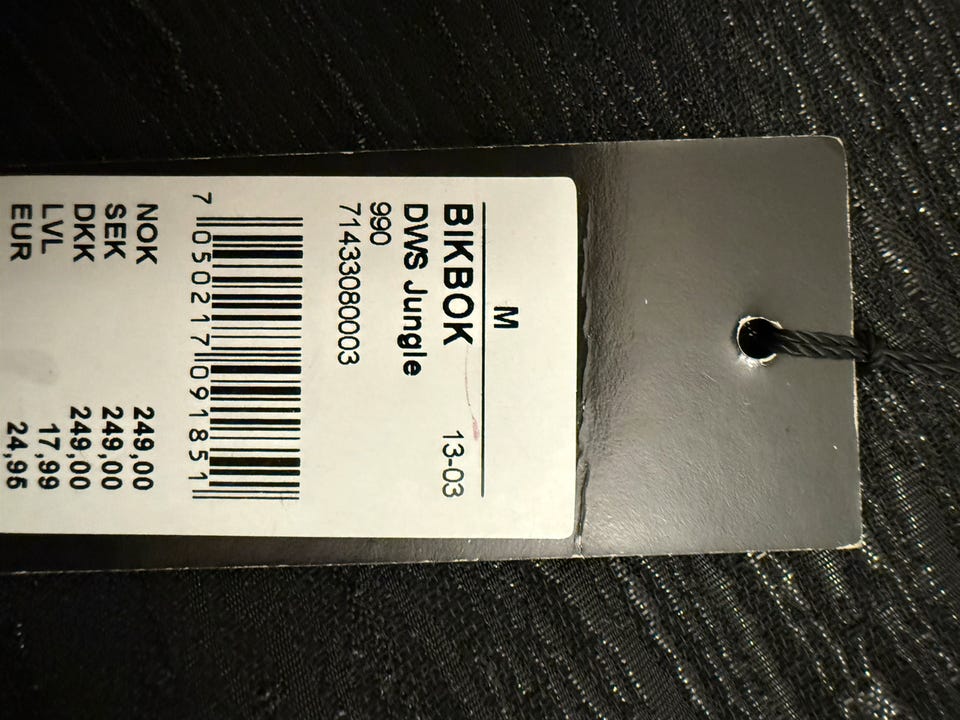 M
BIKBOK 13-03
DWS Jungle
990
71433080003
7 050217 091851
NOK 249,00
SEK 249,00
DKK 249,00
LVL 17,99
EUR 24,95